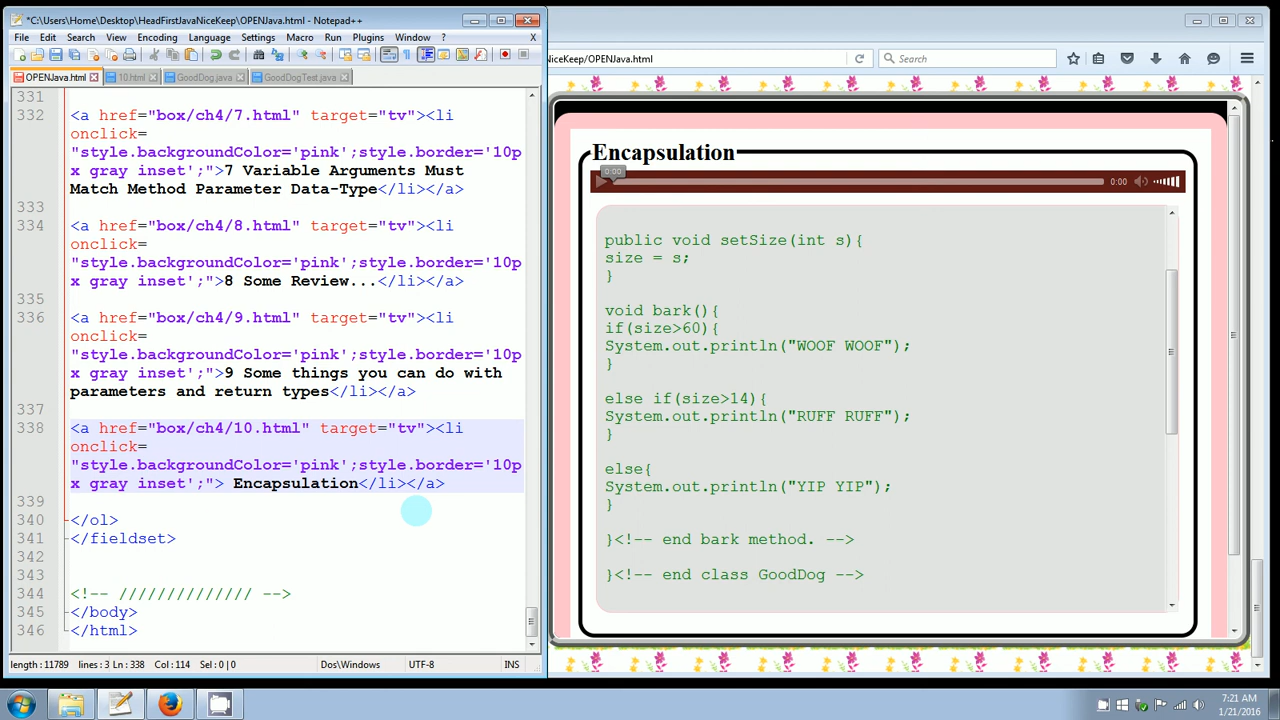 *C:\Users\Home\Desktop\HeadFirstJavaNiceKeep\OPENJava.html - Notepad++
File Edit Search View Encoding Language Settings Macro Run Plugins Window ? X
OPENJava.html 10.html GoodDog.java GoodDogTest.java
331
332 <a href="box/ch4/7.html" target="tv"><li
onclick=
"style.backgroundColor='pink';style.border='10p
x gray inset';">7 Variable Arguments Must
Match Method Parameter Data-Type</li></a>
333
334 <a href="box/ch4/8.html" target="tv"><li
onclick=
"style.backgroundColor='pink';style.border='10p
x gray inset';">8 Some Review...</li></a>
335
336 <a href="box/ch4/9.html" target="tv"><li
onclick=
"style.backgroundColor='pink';style.border='10p
x gray inset';">9 Some things you can do with
parameters and return types</li></a>
337
338 <a href="box/ch4/10.html" target="tv"><li
onclick=
"style.backgroundColor='pink';style.border='10p
x gray inset';"> Encapsulation</li></a>
339
340 </ol>
341 </fieldset>
342
343
344 <!-- ////////////// -->
345 </body>
346 </html>
length : 11789 lines : 3 Ln : 338 Col : 114 Sel : 0 | 0 Dos\Windows UTF-8 INS
NiceKeep/OPENJava.html Search
Encapsulation
0:00
0:00
public void setSize(int s){
size = s;
}
void bark(){
if(size>60){
System.out.println("WOOF WOOF");
}
else if(size>14){
System.out.println("RUFF RUFF");
}
else{
System.out.println("YIP YIP");
}
}<!-- end bark method. -->
}<!-- end class GoodDog -->
7:21 AM
1/21/2016